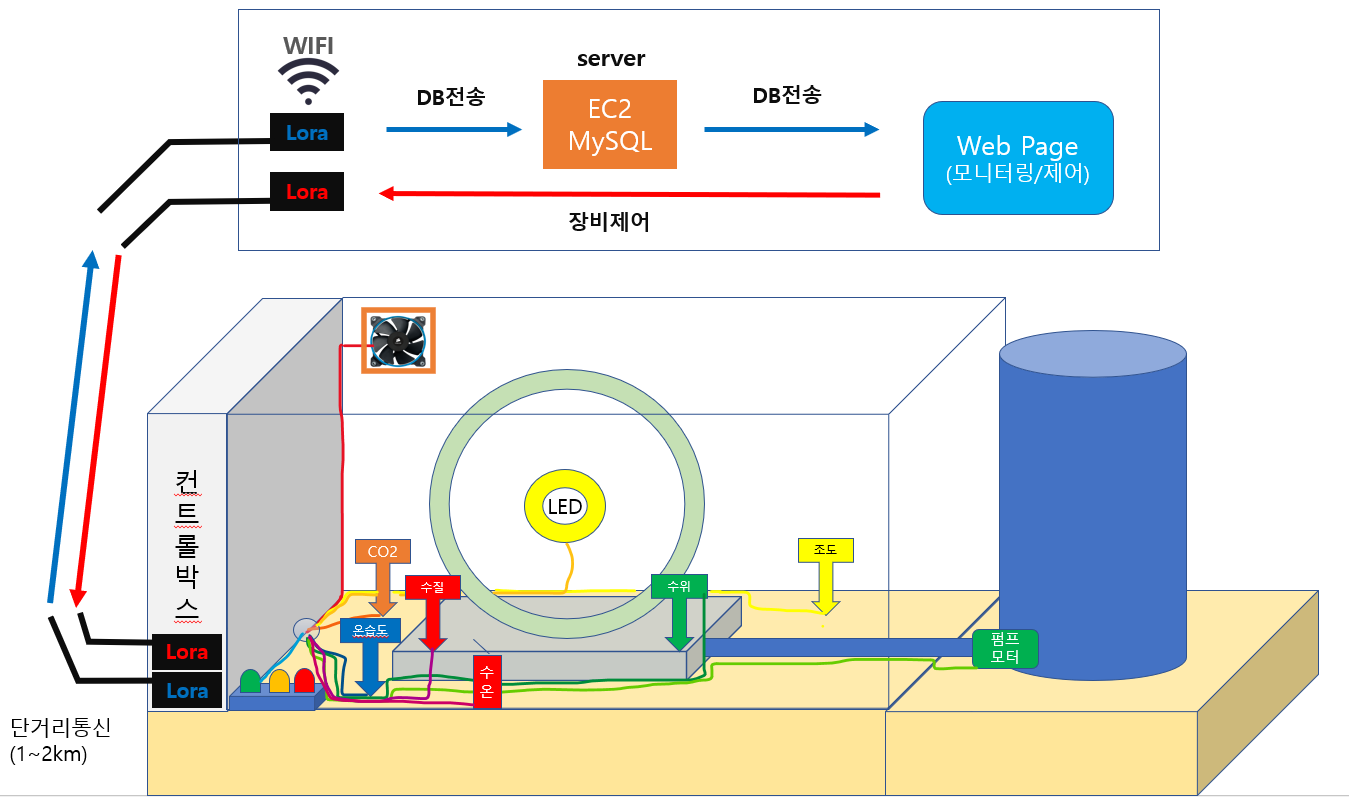 WIFI
server
DB전송
DB전송
Lora
EC2
MySQL
Web Page
(모니터링/제어)
Lora
장비제어
컨
트
롤
박
스
LED
CO2
조도
수질
수위
온습도
펌프
모터
수
온
Lora
Lora
단거리통신
(1~2km)